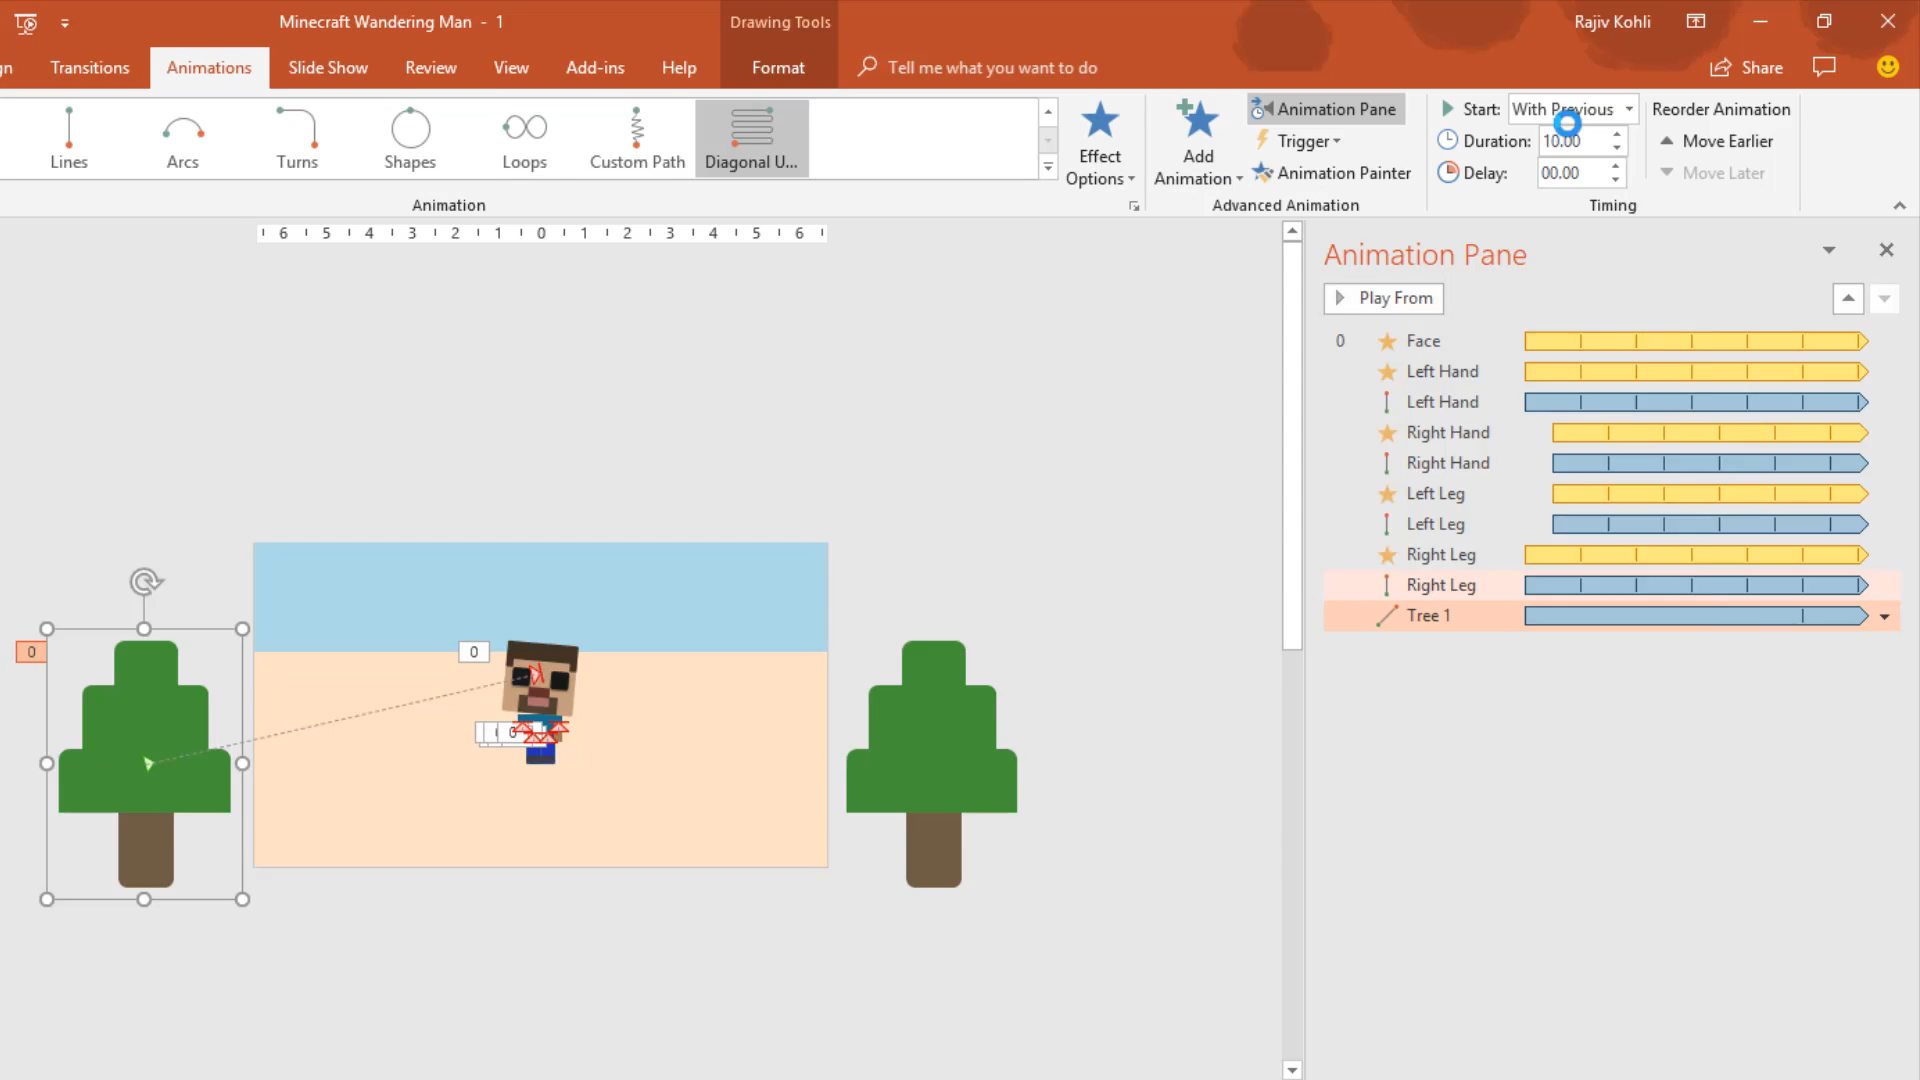 Minecraft Wandering Man - 1
Drawing Tools
Rajiv Kohli
gn
Transitions
Animations
Slide Show
Review
View
Add-ins
Help
Format
Tell me what you want to do
Share
Lines
Arcs
Turns
Shapes
Loops
Custom Path
Diagonal U...
Effect
Options
Add
Animation
Animation Pane
Trigger
Animation Painter
Start: With Previous
Duration: 10.00
Delay: 00.00
Reorder Animation
Move Earlier
Move Later
Animation
Advanced Animation
Timing
6 5 4 3 2 1 0 1 2 3 4 5 6
Animation Pane
Play From
0 Face
Left Hand
Left Hand
Right Hand
Right Hand
Left Leg
Left Leg
Right Leg
Right Leg
Tree 1
0
0
0